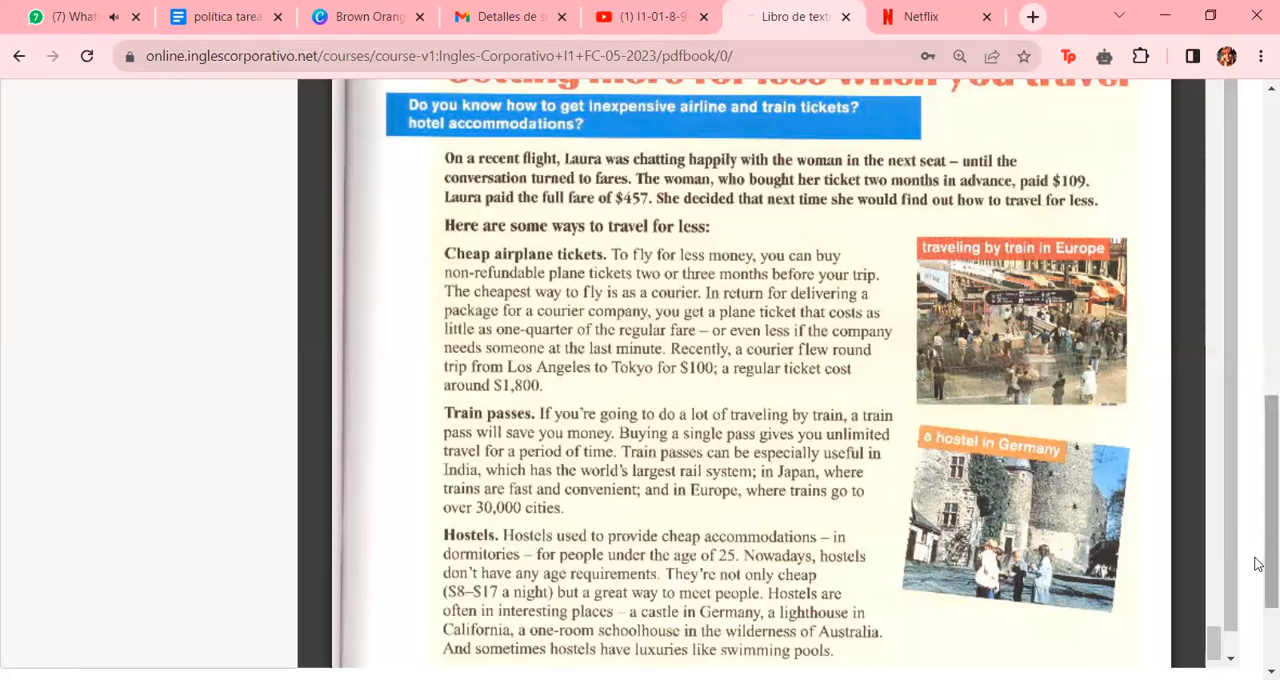 (7) What
política tarea
Brown Orang
Detalles de s
(1) I1-01-8-9
Libro de text
Netflix
online.inglescorporativo.net/courses/course-v1:Ingles-Corporativo+I1+FC-05-2023/pdfbook/0/
Getting more for less when you travel
Do you know how to get inexpensive airline and train tickets?
hotel accommodations?
On a recent flight, Laura was chatting happily with the woman in the next seat – until the
conversation turned to fares. The woman, who bought her ticket two months in advance, paid $109.
Laura paid the full fare of $457. She decided that next time she would find out how to travel for less.
Here are some ways to travel for less:
Cheap airplane tickets. To fly for less money, you can buy
non-refundable plane tickets two or three months before your trip.
The cheapest way to fly is as a courier. In return for delivering a
package for a courier company, you get a plane ticket that costs as
little as one-quarter of the regular fare – or even less if the company
needs someone at the last minute. Recently, a courier flew round
trip from Los Angeles to Tokyo for $100; a regular ticket cost
around $1,800.
traveling by train in Europe
Train passes. If you're going to do a lot of traveling by train, a train
pass will save you money. Buying a single pass gives you unlimited
travel for a period of time. Train passes can be especially useful in
India, which has the world's largest rail system; in Japan, where
trains are fast and convenient; and in Europe, where trains go to
over 30,000 cities.
a hostel in Germany
Hostels. Hostels used to provide cheap accommodations – in
dormitories – for people under the age of 25. Nowadays, hostels
don't have any age requirements. They're not only cheap
($8–$17 a night) but a great way to meet people. Hostels are
often in interesting places – a castle in Germany, a lighthouse in
California, a one-room schoolhouse in the wilderness of Australia.
And sometimes hostels have luxuries like swimming pools.